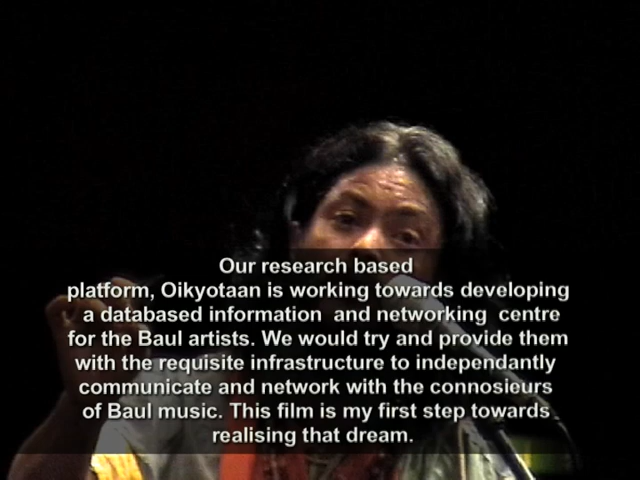 Our research based
platform, Oikyotaan is working towards developing
a databased information and networking centre
for the Baul artists. We would try and provide them
with the requisite infrastructure to independantly
communicate and network with the connosieurs
of Baul music. This film is my first step towards
realising that dream.